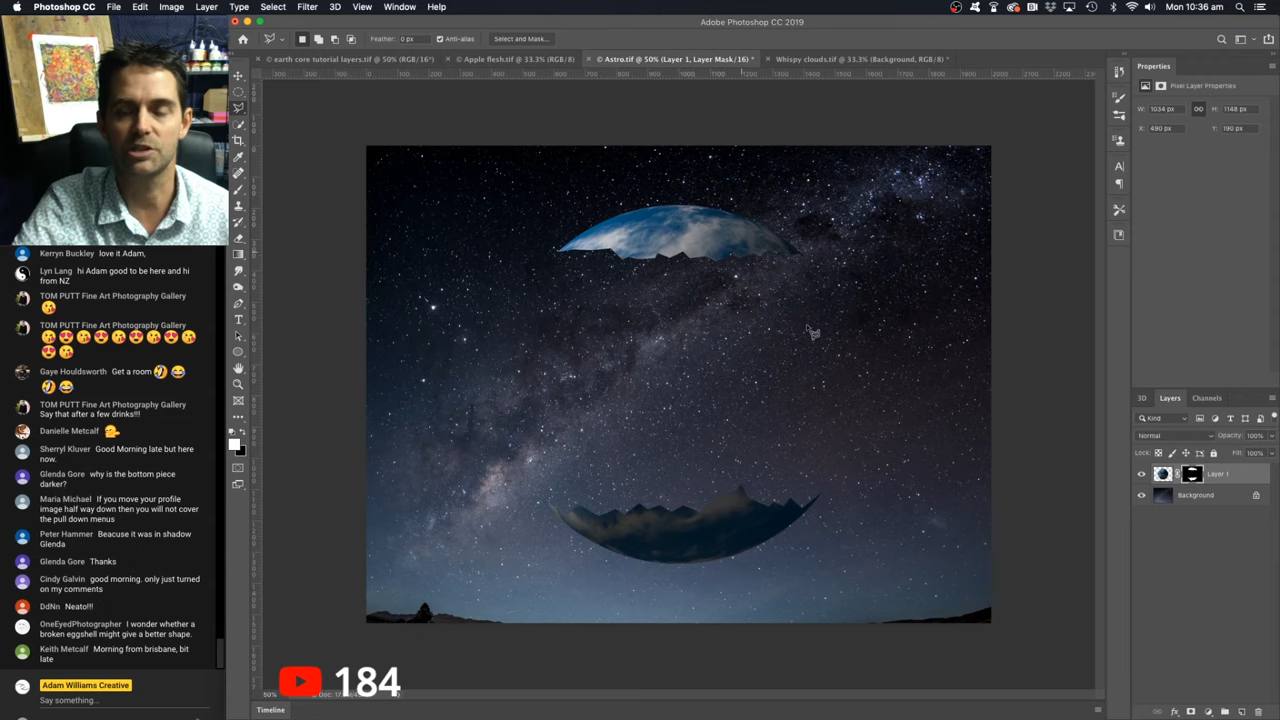 Photoshop CC File Edit Image Layer Type Select Filter 3D View Window Help
Mon 10:36 am
Adobe Photoshop CC 2019
Feather: 0 px Anti-alias Select and Mask...
© earth core tutorial layers.tif @ 50% (RGB/16*)
© Apple flesh.tif @ 33.3% (RGB/8)
© Astro.tif @ 50% (Layer 1, Layer Mask/16) *
Whispy clouds.tif @ 33.3% (Background, RGB/8) *
Properties
Pixel Layer Properties
W: 1034 px H: 1148 px
X: 490 px Y: 190 px
3D Layers Channels
Kind
Normal Opacity: 100%
Lock: Fill: 100%
Layer 1
Background
Kerryn Buckley love it Adam,
Lyn Lang hi Adam good to be here and hi
from NZ
TOM PUTT Fine Art Photography Gallery
😘
TOM PUTT Fine Art Photography Gallery
😘😍😍😘😍😘😍😘
😍😘
Gaye Houldsworth Get a room 🤣😂
🤣😂
TOM PUTT Fine Art Photography Gallery
Say that after a few drinks!!!
Danielle Metcalf
Sherryl Kluver Good Morning late but here
now.
Glenda Gore why is the bottom piece
darker?
Maria Michael If you move your profile
image half way down then you will not cover
the pull down menus
Peter Hammer Beacuse it was in shadow
Glenda
Glenda Gore Thanks
Cindy Galvin good morning. only just turned
on my comments
DdNn Neato!!!
OneEyedPhotographer I wonder whether a
broken eggshell might give a better shape.
Keith Metcalf Morning from brisbane, bit
late
Adam Williams Creative
Say something...
184
50%
Timeline